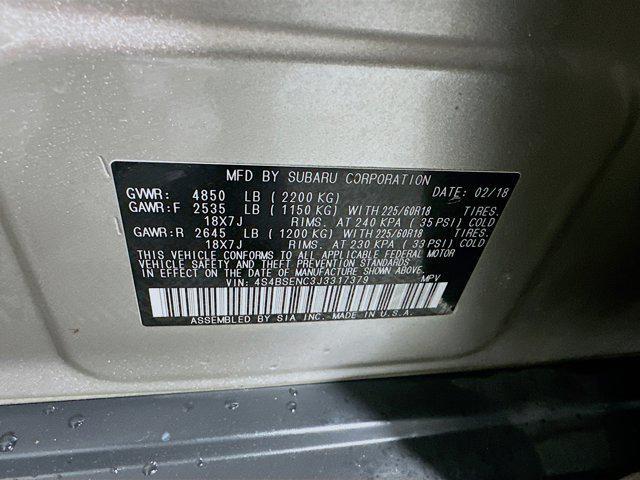 MFD BY SUBARU CORPORATION DATE: 02/18
GVWR: 4850 LB ( 2200 KG)
GAWR:F 2535 LB ( 1150 KG) WITH 225/60R18 TIRES.
18X7J RIMS. AT 240 KPA ( 35 PSI) COLD
GAWR:R 2645 LB ( 1200 KG) WITH 225/60R18 TIRES.
18X7J RIMS. AT 230 KPA ( 33 PSI) COLD
THIS VEHICLE CONFORMS TO ALL APPLICABLE FEDERAL MOTOR
VEHICLE SAFETY AND THEFT PREVENTION STANDARDS IN EFFECT
ON THE DATE OF MANUFACTURE SHOWN ABOVE.
VIN: 4S4BSENC3J3317379 MPV
ASSEMBLED BY SIA INC.-MADE IN U.S.A.